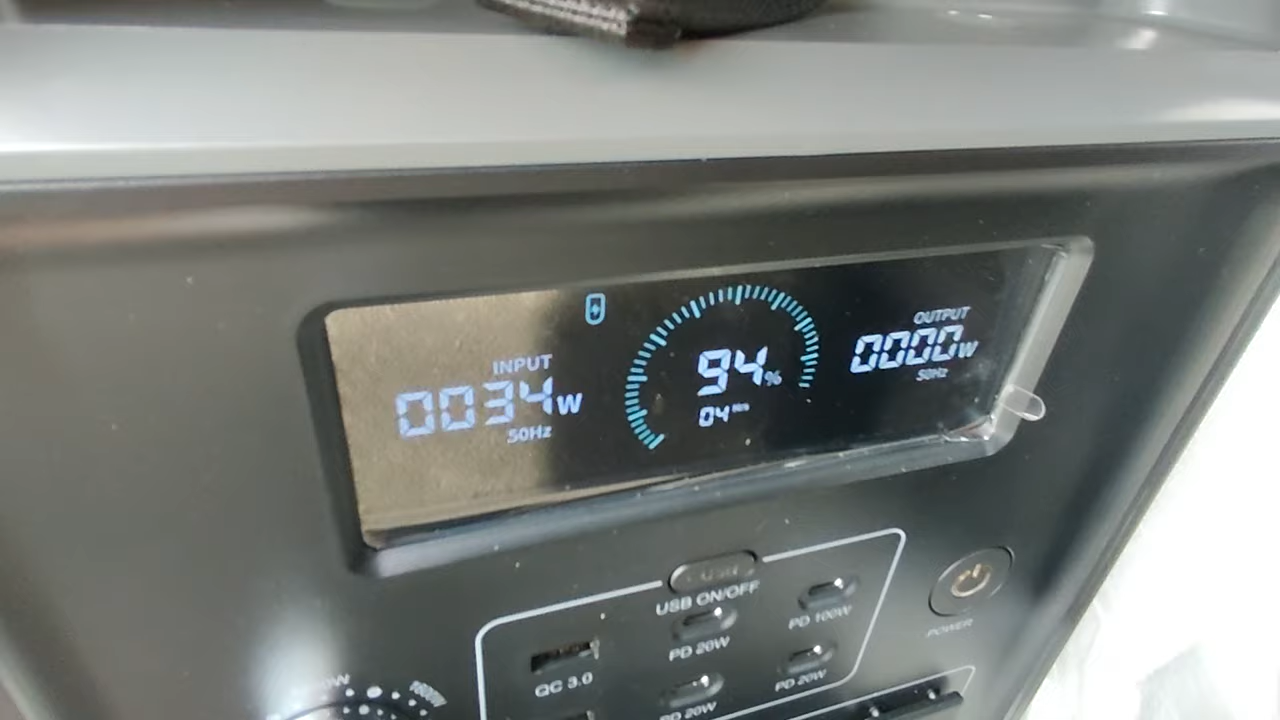 INPUT
0034W
50Hz
94%
04
OUTPUT
0000W
50Hz
USB ON/OFF
PD 20W
PD 100W
QC 3.0
PD 20W
PD 20W
POWER